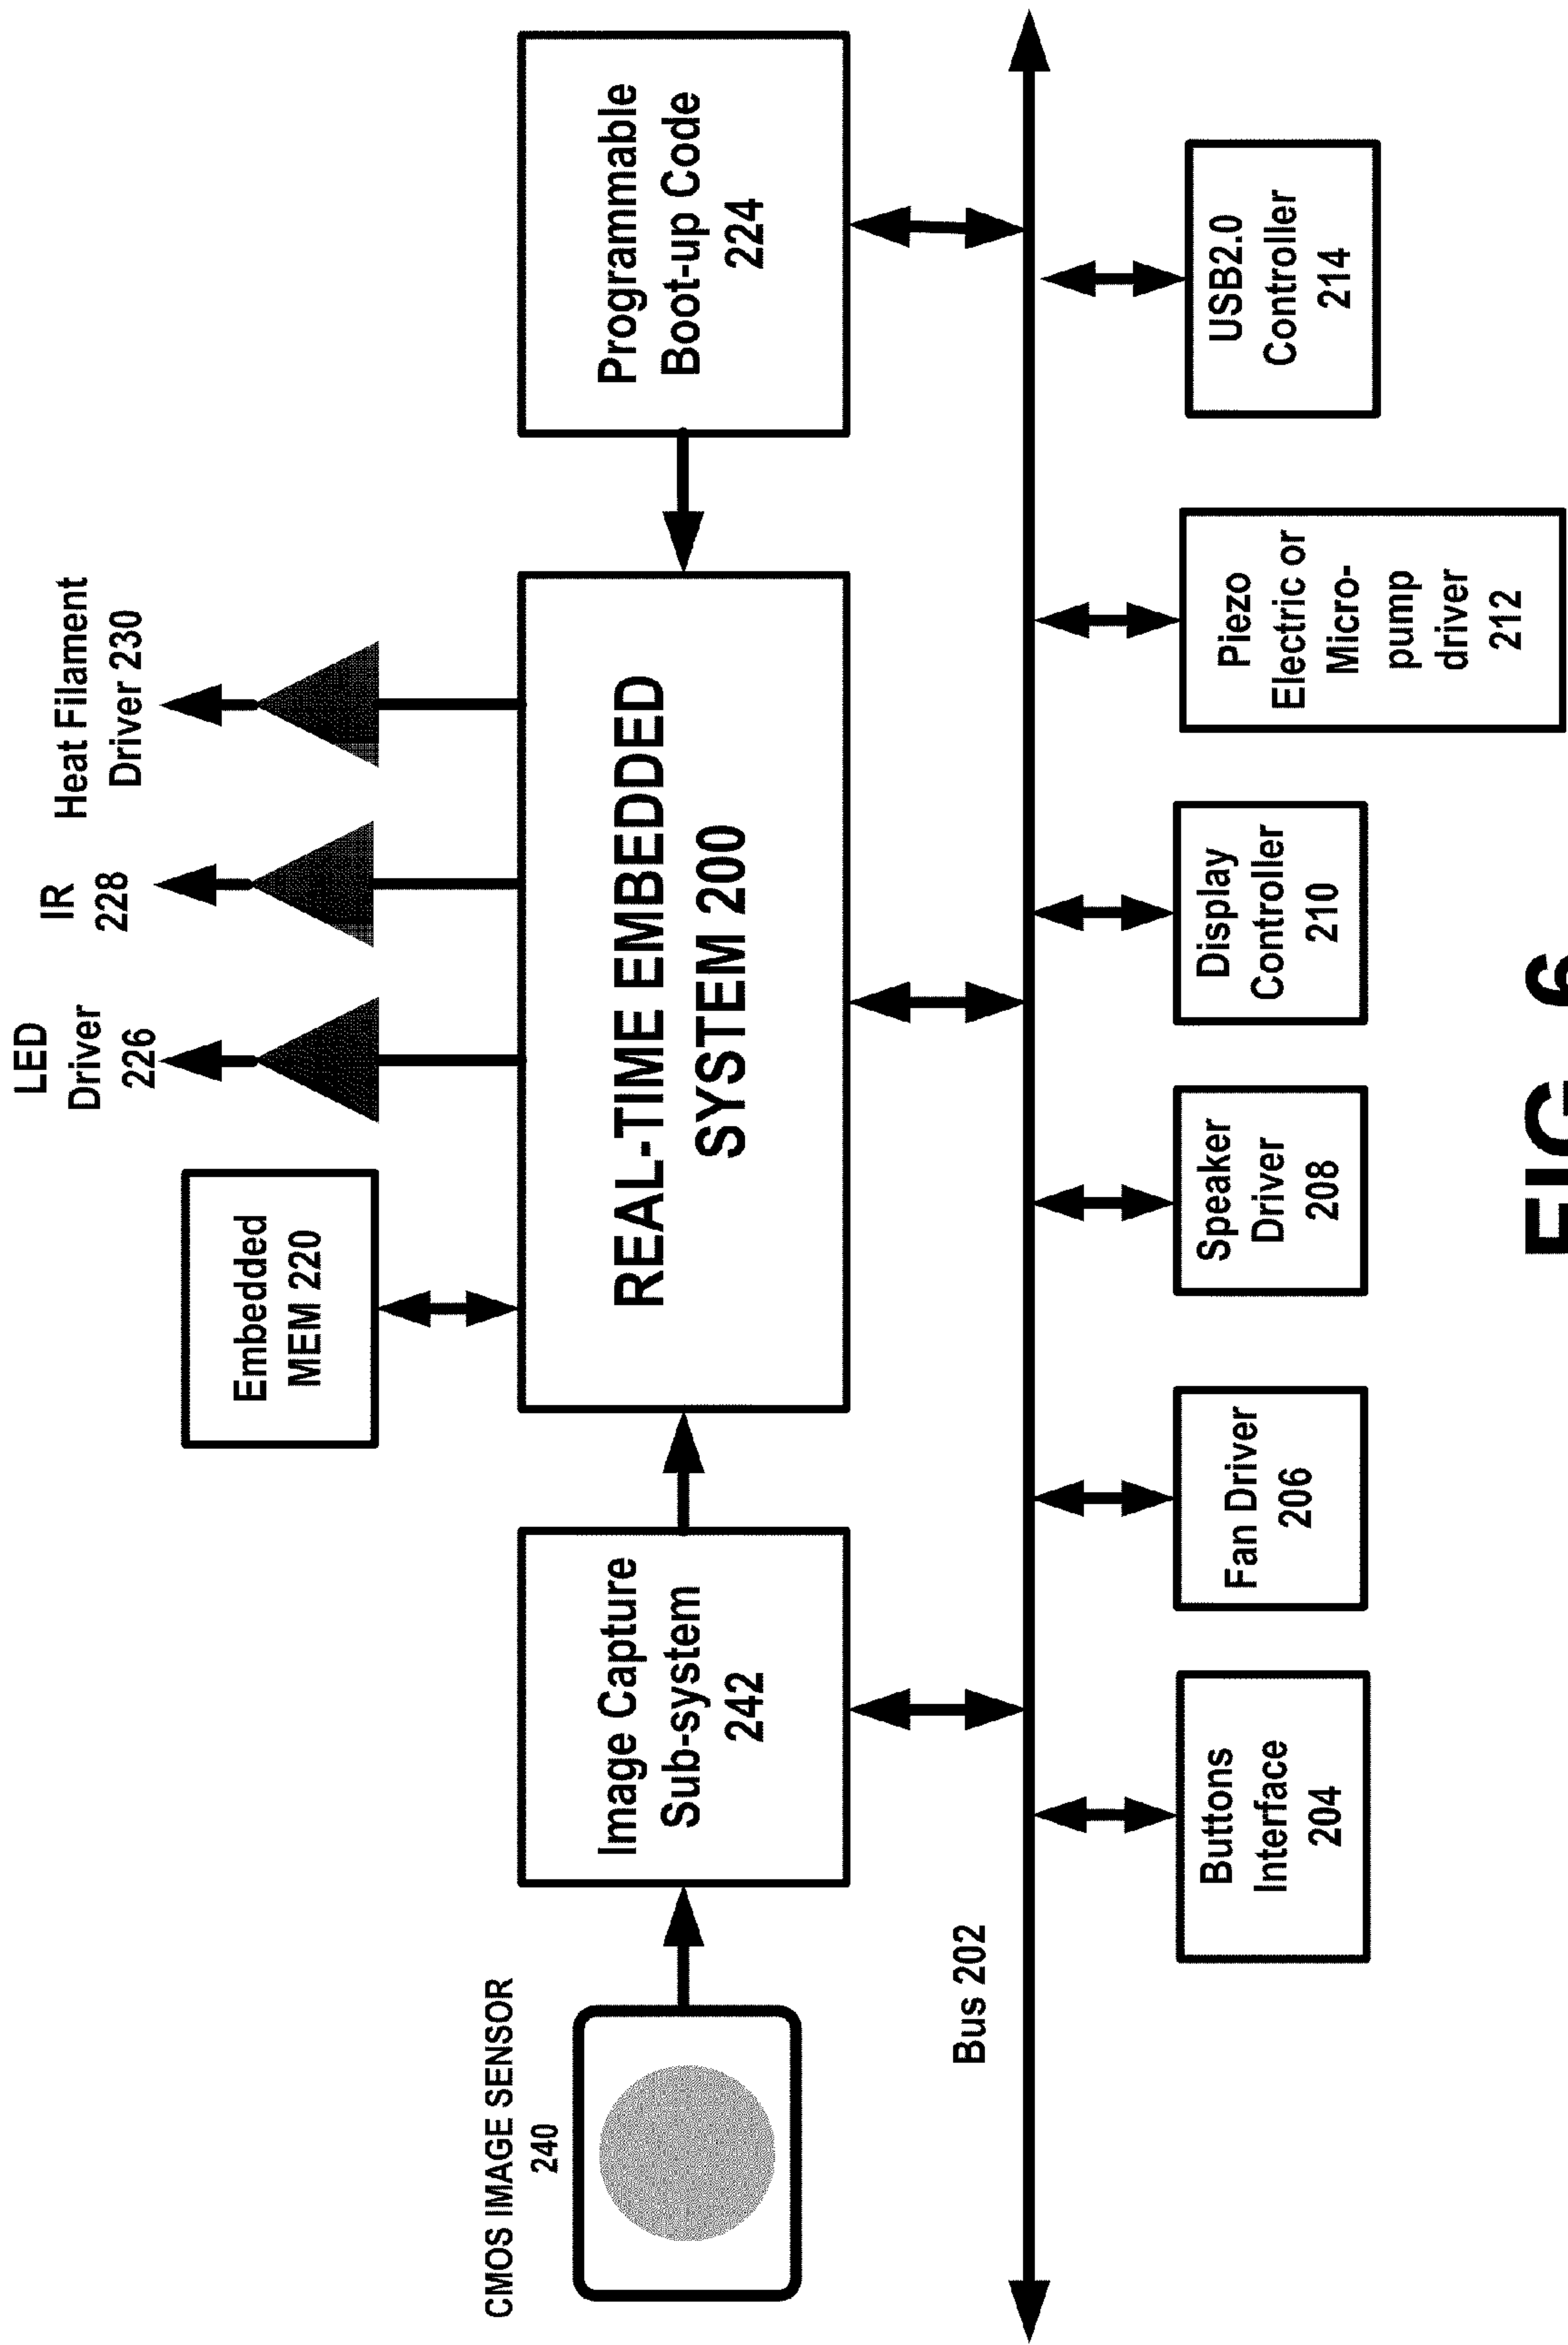 LED
Driver
226
IR
228
Heat Filament
Driver 230
Embedded
MEM 220
CMOS IMAGE SENSOR
240
Image Capture
Sub-system
242
REAL-TIME EMBEDDED
SYSTEM 200
Programmable
Boot-up Code
224
Bus 202
Buttons
Interface
204
Fan Driver
206
Speaker
Driver
208
Display
Controller
210
Piezo
Electric or
Micro-
pump
driver
212
USB2.0
Controller
214
FIG. 6